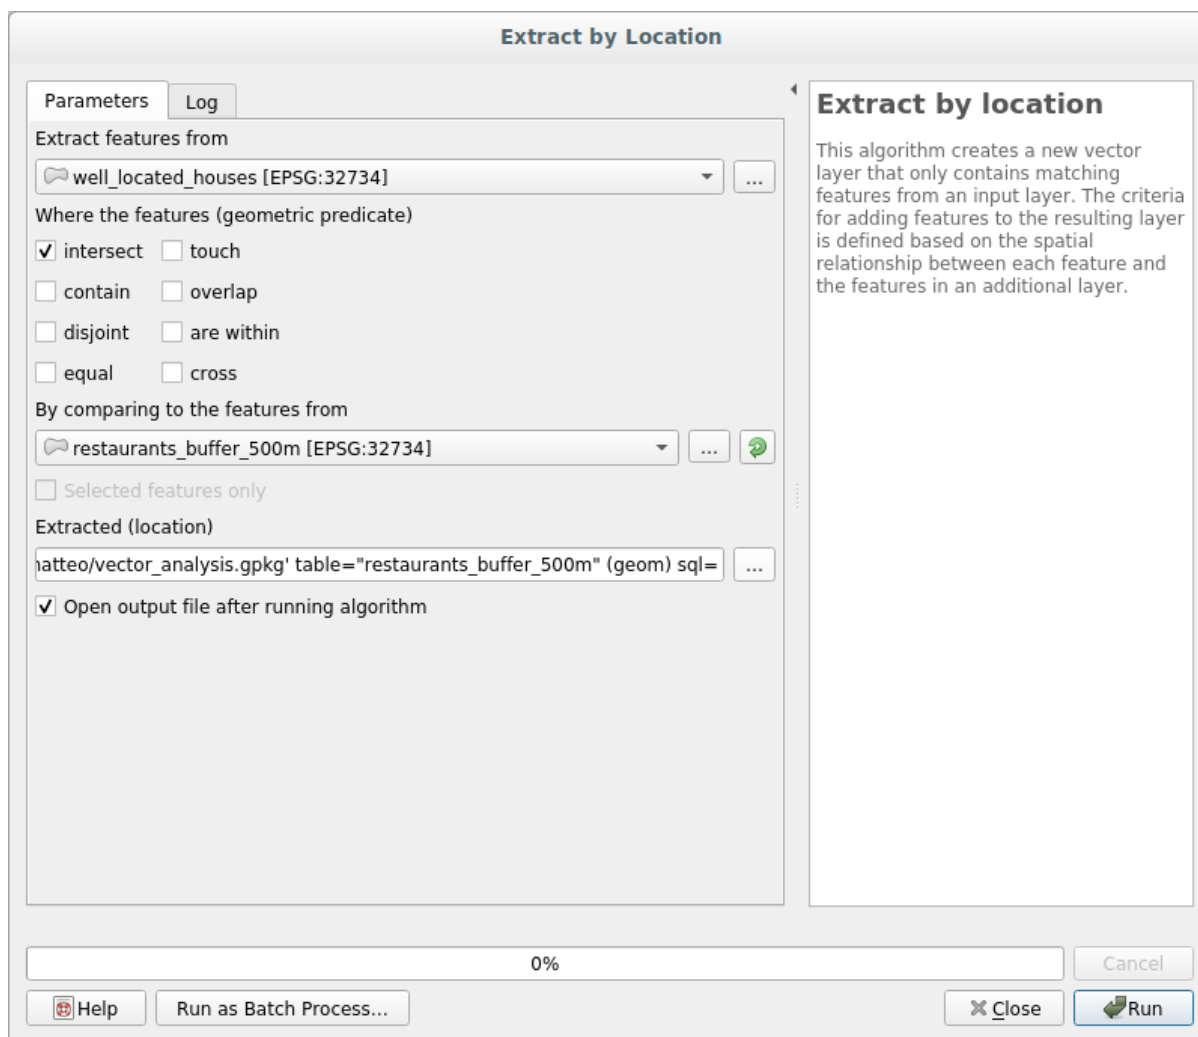 Extract by Location
Parameters
Log
Extract features from
well_located_houses [EPSG:32734]
...
Where the features (geometric predicate)
intersect
touch
contain
overlap
disjoint
are within
equal
cross
By comparing to the features from
restaurants_buffer_500m [EPSG:32734]
...
Selected features only
Extracted (location)
natteo/vector_analysis.gpkg' table="restaurants_buffer_500m" (geom) sql=
...
Open output file after running algorithm
Extract by location
This algorithm creates a new vector
layer that only contains matching
features from an input layer. The criteria
for adding features to the resulting layer
is defined based on the spatial
relationship between each feature and
the features in an additional layer.
0%
Cancel
Help
Run as Batch Process...
Close
Run